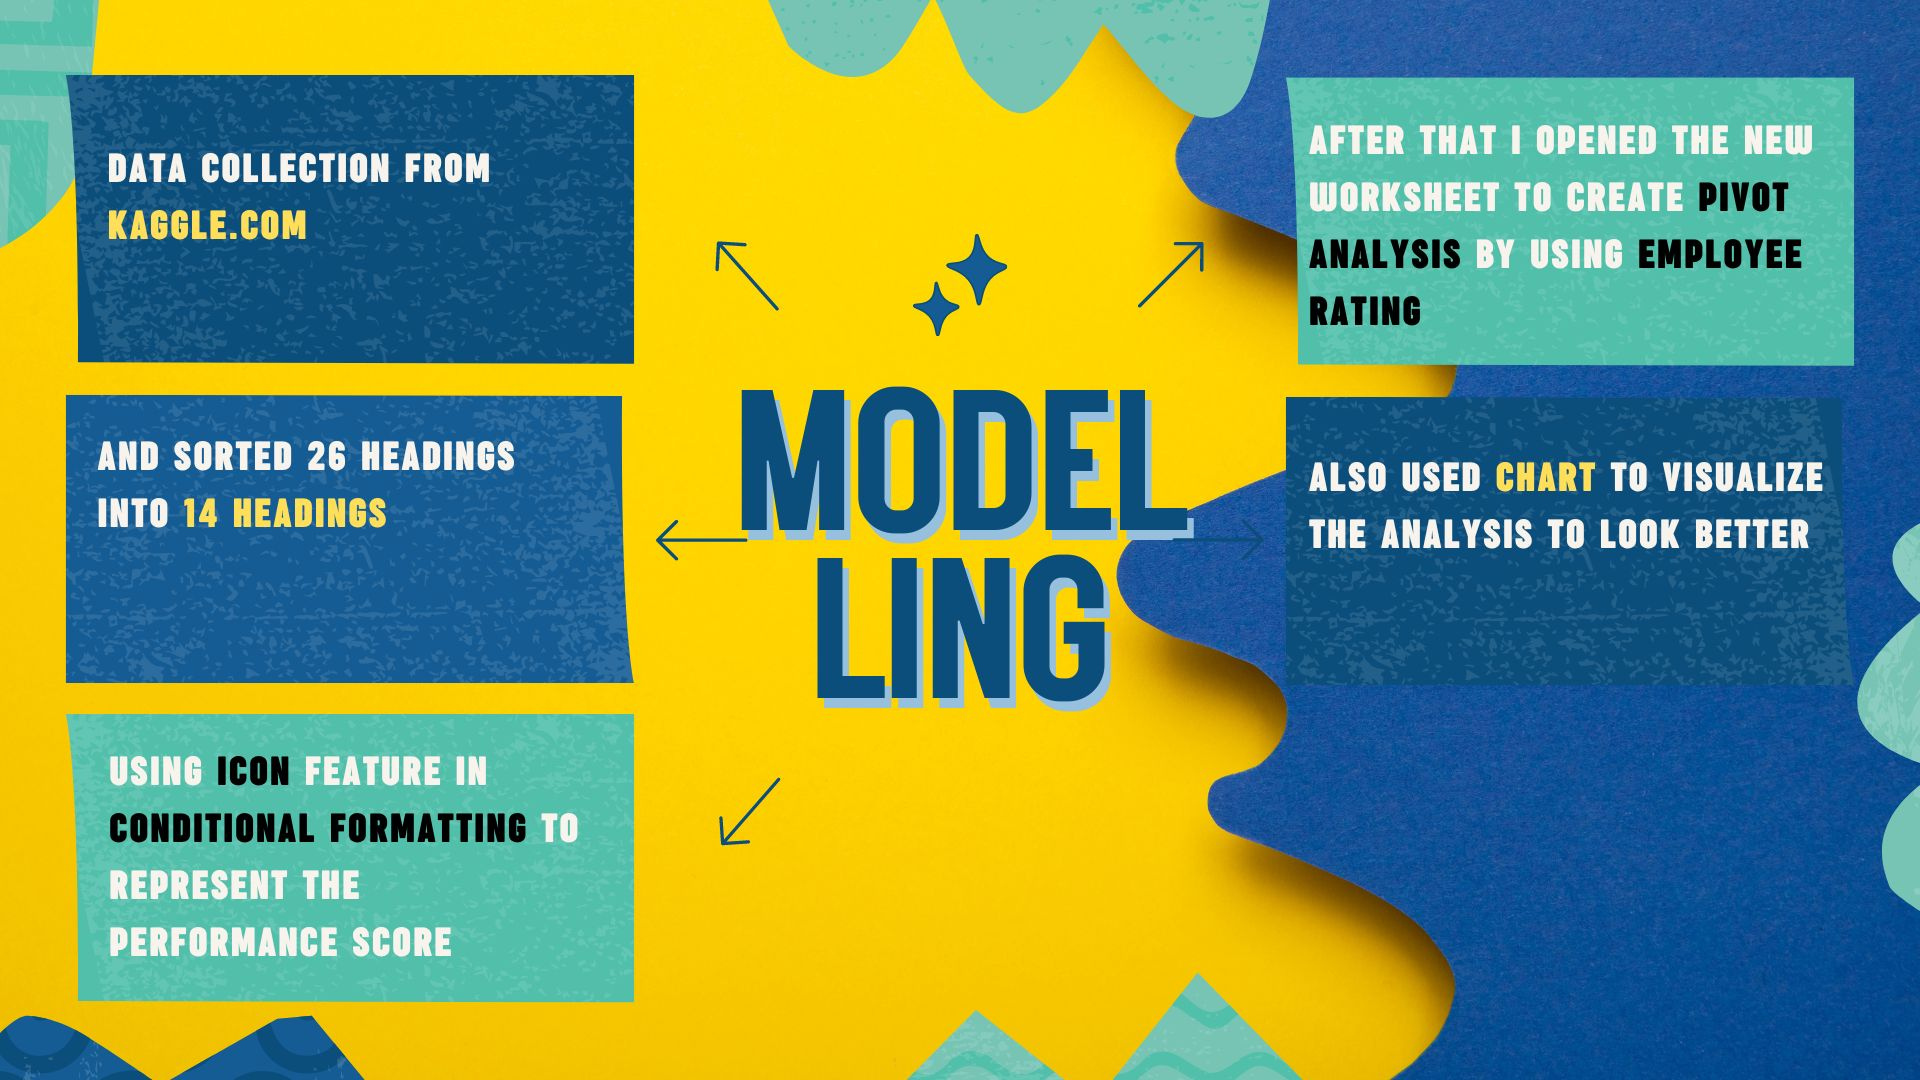 DATA COLLECTION FROM
KAGGLE.COM
AND SORTED 26 HEADINGS
INTO 14 HEADINGS
USING ICON FEATURE IN
CONDITIONAL FORMATTING TO
REPRESENT THE
PERFORMANCE SCORE
MODEL
LING
AFTER THAT I OPENED THE NEW
WORKSHEET TO CREATE PIVOT
ANALYSIS BY USING EMPLOYEE
RATING
ALSO USED CHART TO VISUALIZE
THE ANALYSIS TO LOOK BETTER